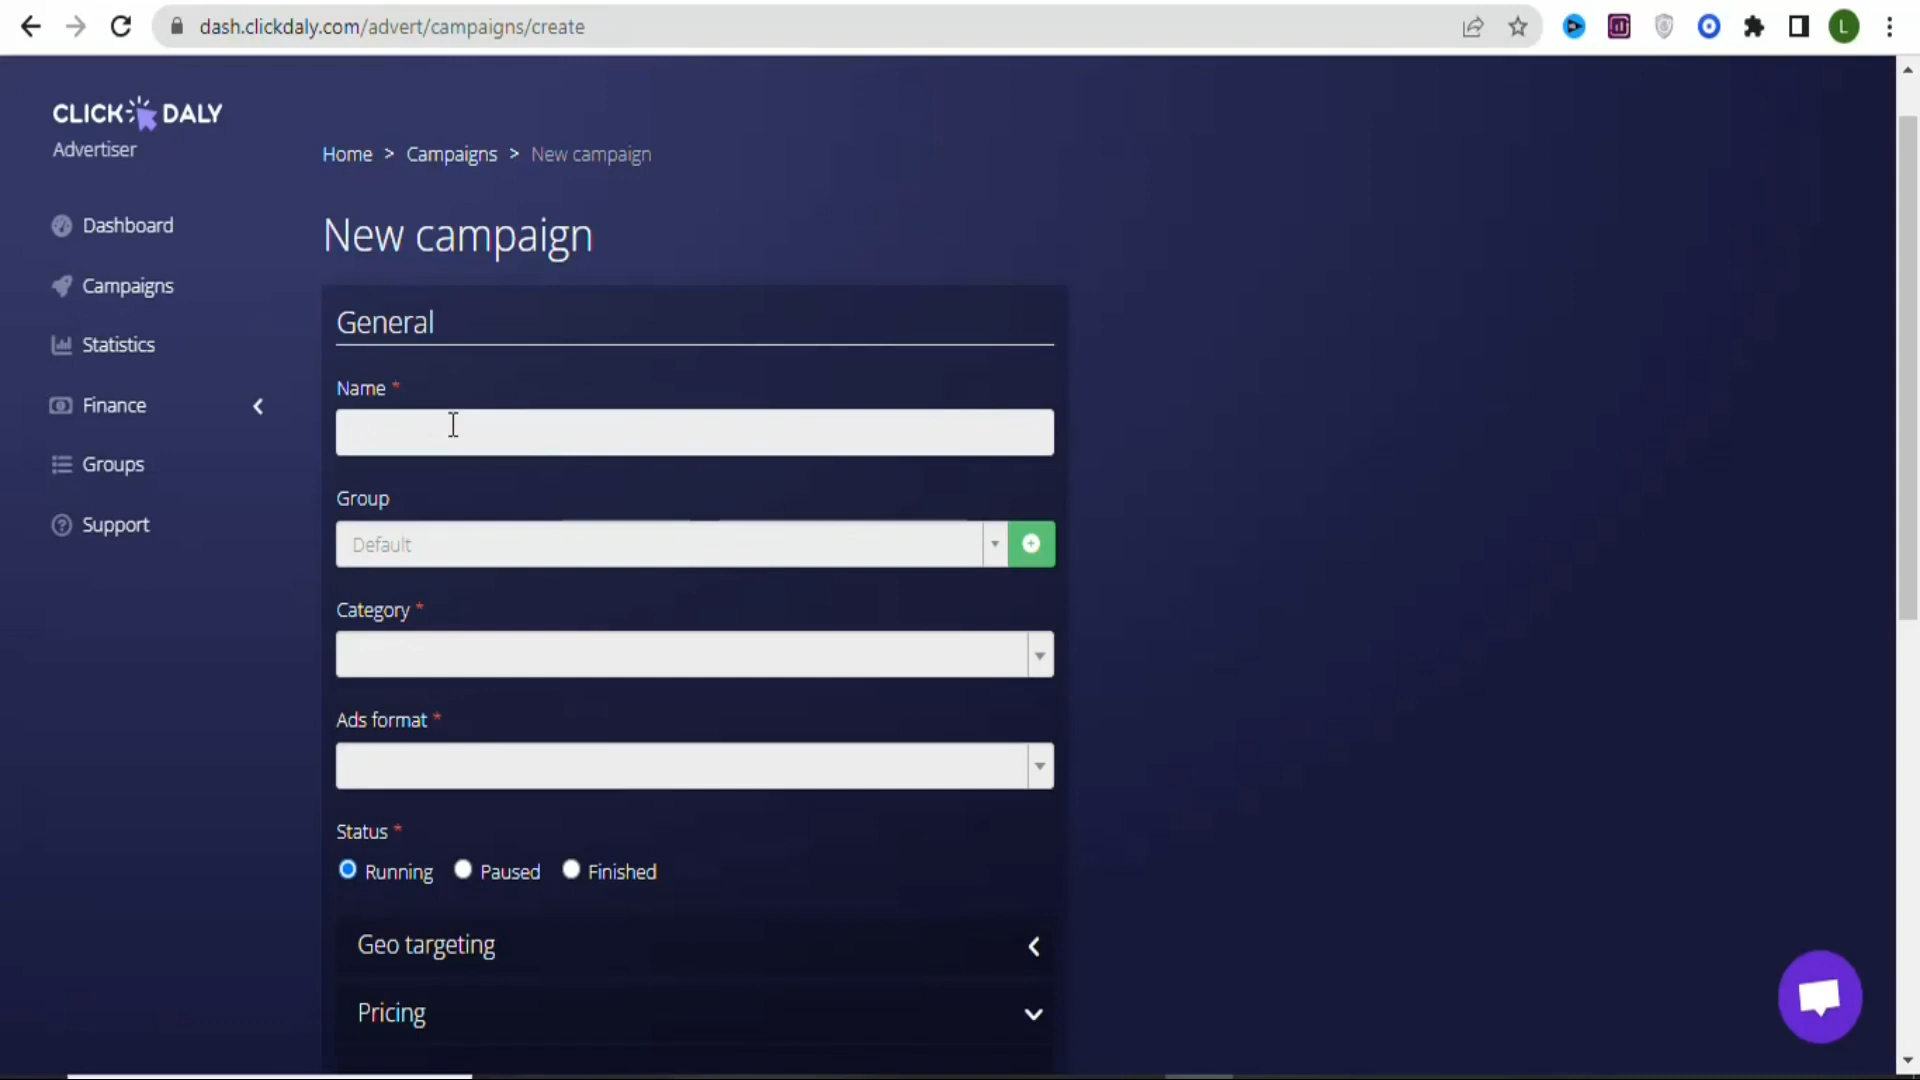 dash.clickdaly.com/advert/campaigns/create
L
CLICK DALY
Advertiser
Home > Campaigns > New campaign
Dashboard
Campaigns
Statistics
Finance
Groups
Support
New campaign
General
Name *
Group
Default
Category *
Ads format *
Status *
Running Paused Finished
Geo targeting
Pricing